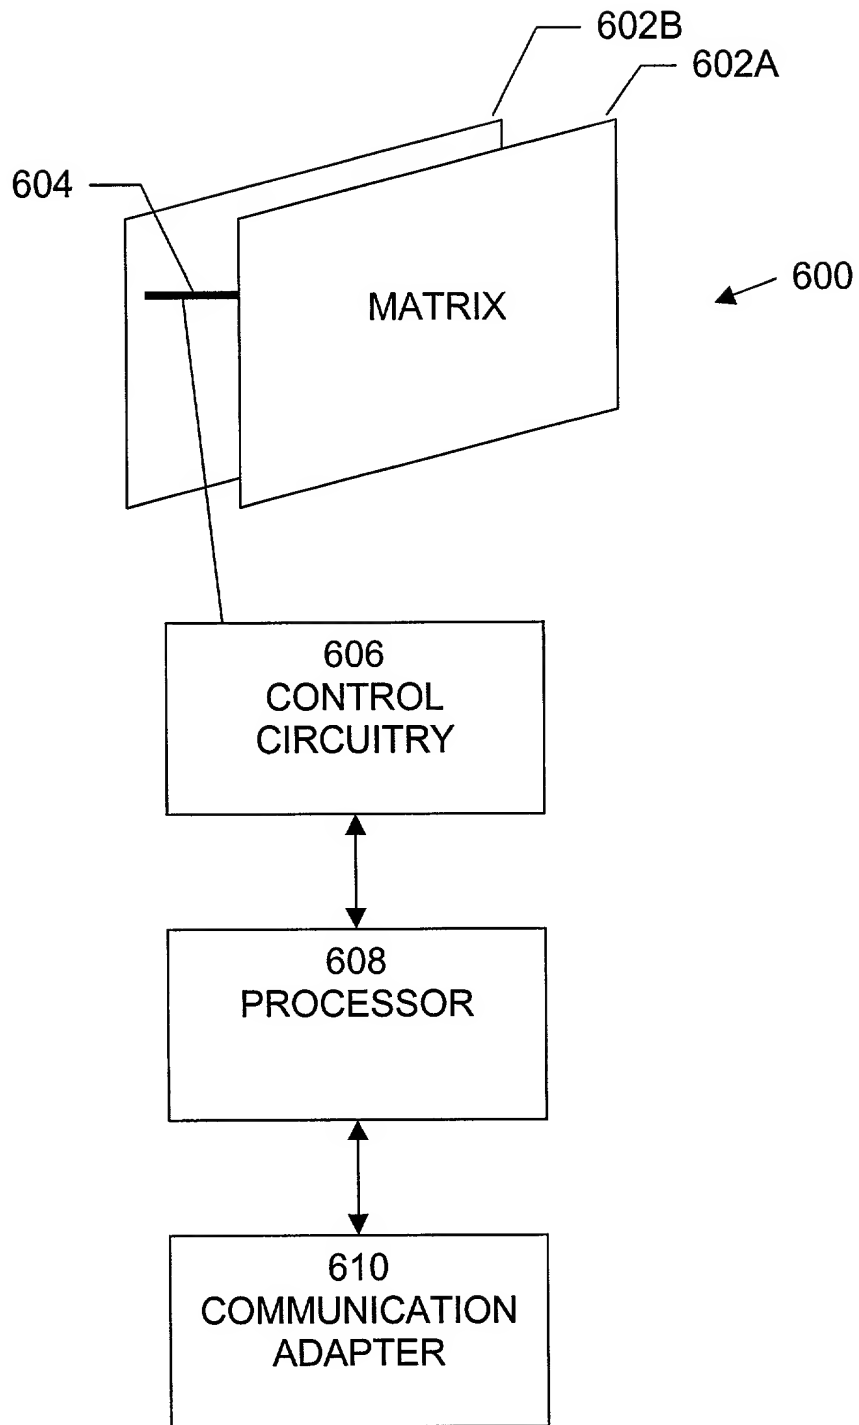 602B
602A
604
600
MATRIX
606
CONTROL
CIRCUITRY
608
PROCESSOR
610
COMMUNICATION
ADAPTER